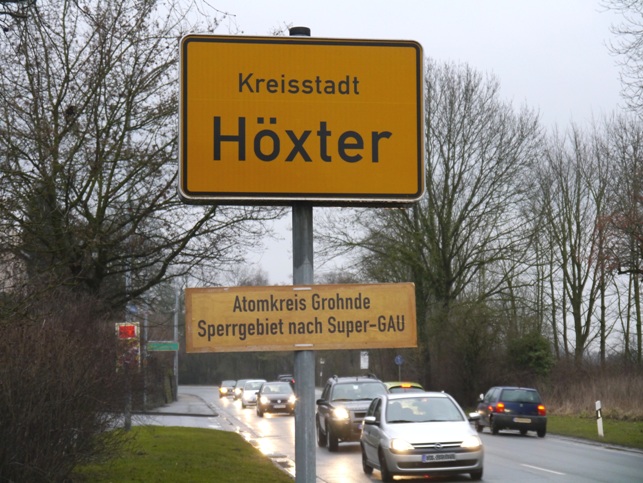 Kreisstadt
Höxter
Atomkreis Grohnde
Sperrgebiet nach Super-GAU